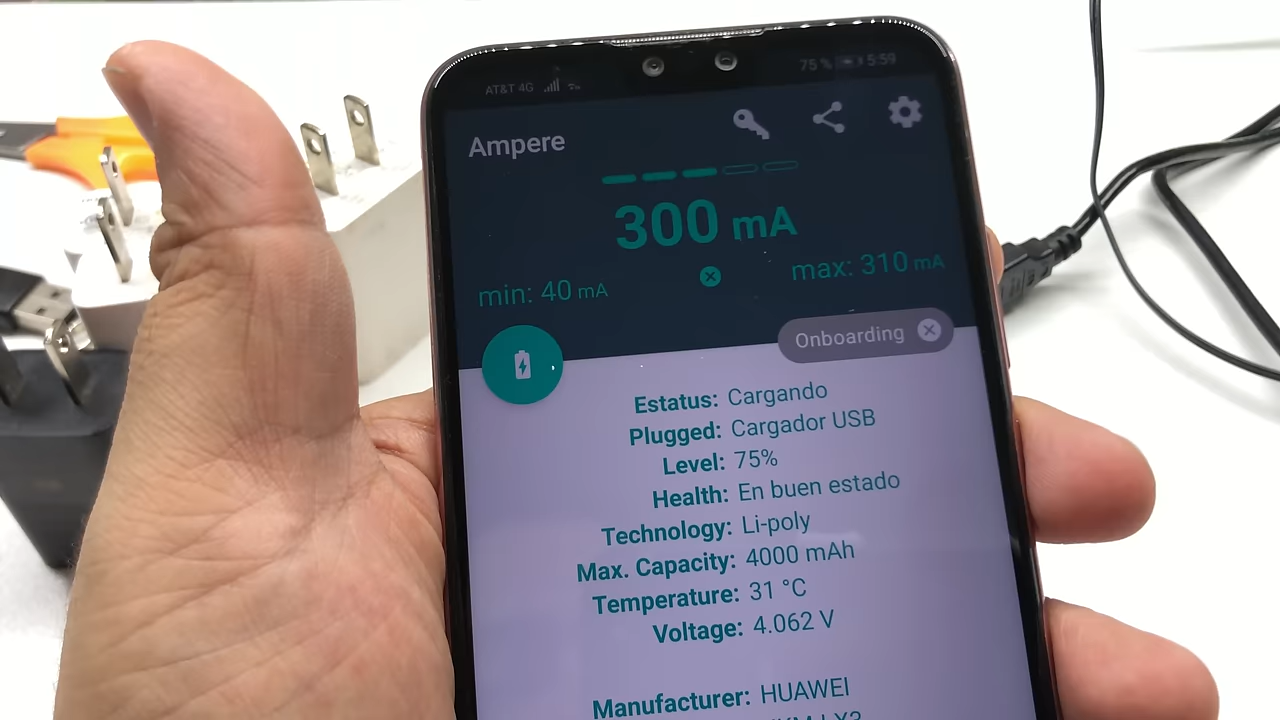 AT&T 4G 75 % 5:59
Ampere
300 mA
min: 40 mA max: 310 mA
Onboarding
Estatus: Cargando
Plugged: Cargador USB
Level: 75%
Health: En buen estado
Technology: Li-poly
Max. Capacity: 4000 mAh
Temperature: 31 °C
Voltage: 4.062 V
Manufacturer: HUAWEI